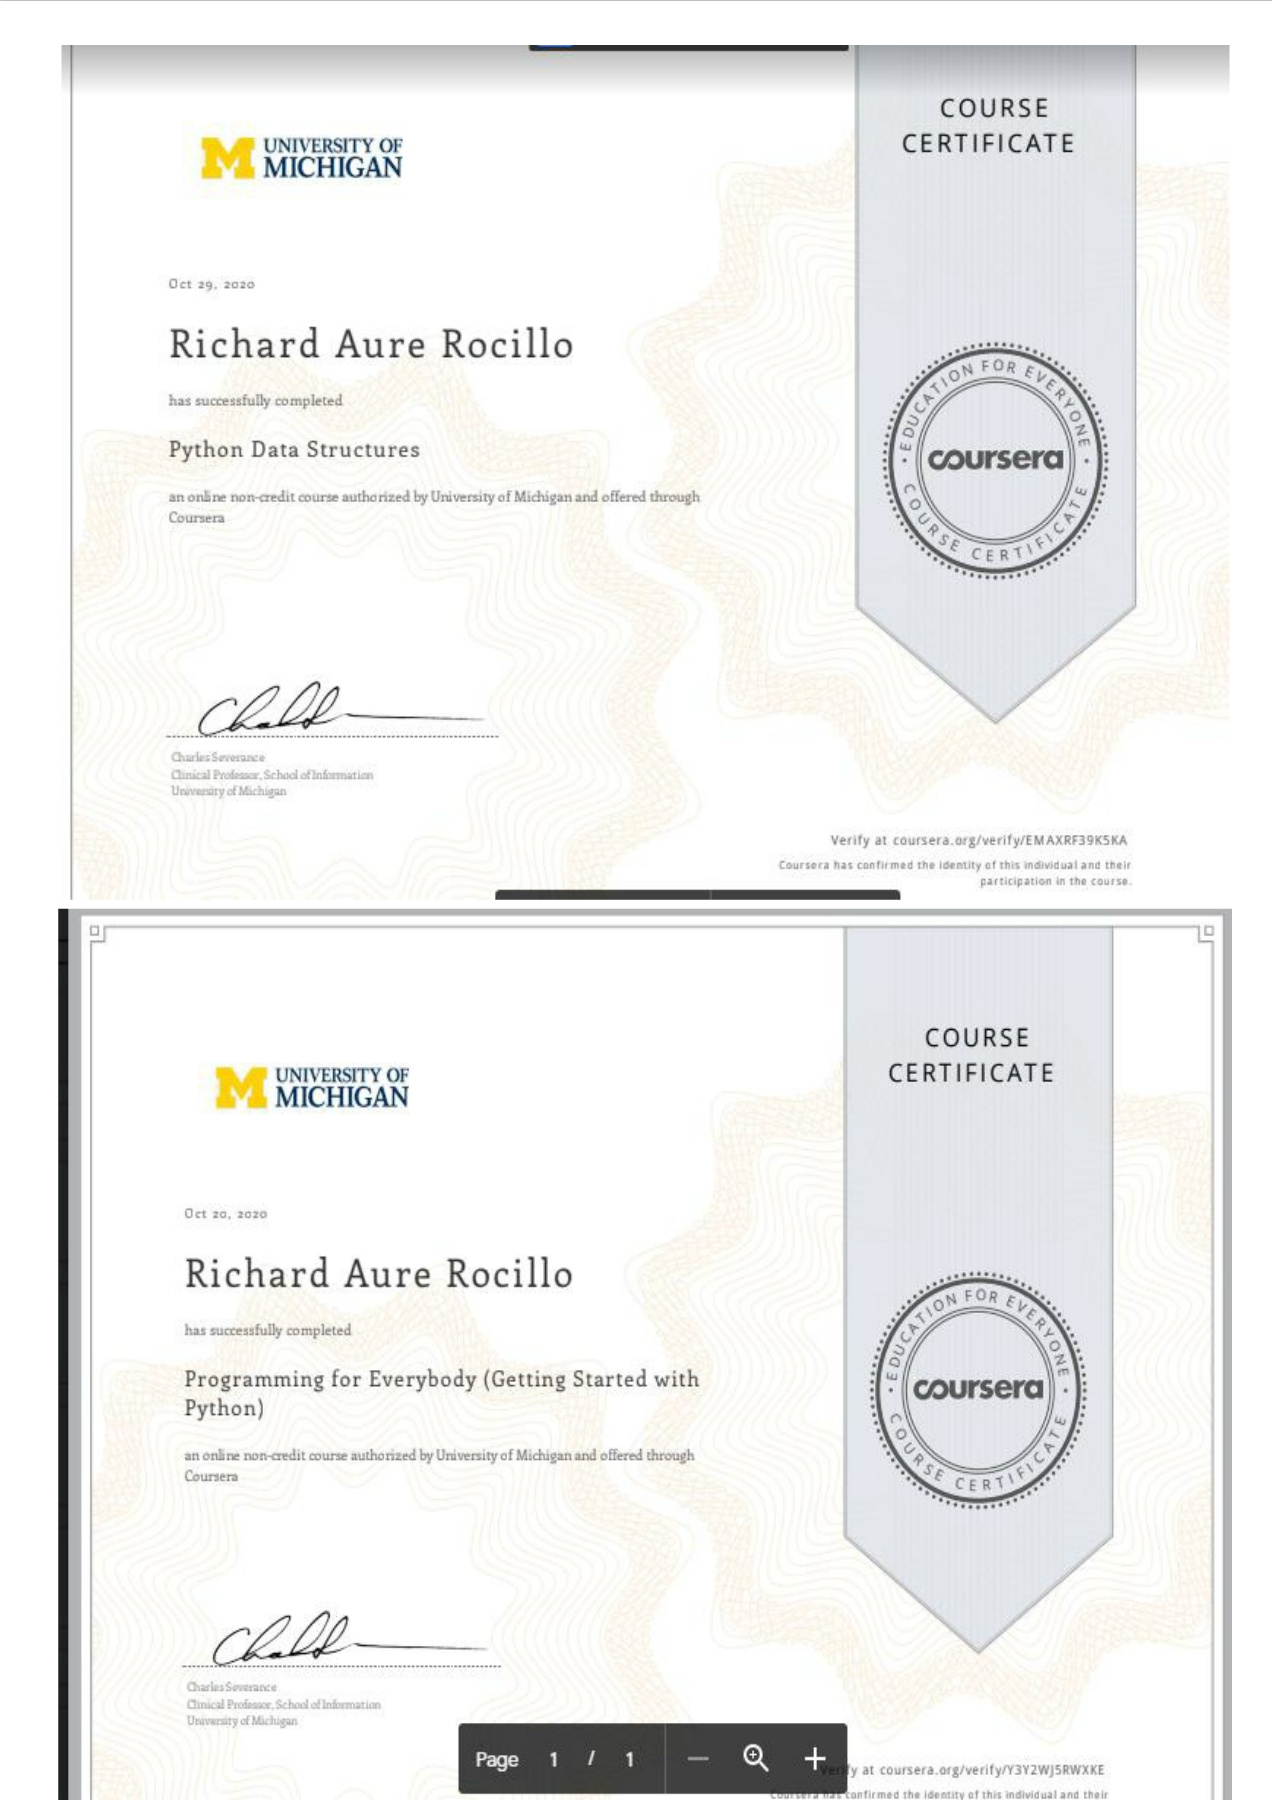 COURSE
CERTIFICATE
UNIVERSITY OF
MICHIGAN
Oct 29, 2020
Richard Aure Rocillo
has successfully completed
Python Data Structures
an online non-credit course authorized by University of Michigan and offered through
Coursera
EDUCATION FOR EVERYONE
coursera
COURSE CERTIFICATE
Charles Severance
Clinical Professor, School of Information
University of Michigan
Verify at coursera.org/verify/EMAXRF39K5KA
Coursera has confirmed the identity of this individual and their
participation in the course.
COURSE
CERTIFICATE
UNIVERSITY OF
MICHIGAN
Oct 20, 2020
Richard Aure Rocillo
has successfully completed
Programming for Everybody (Getting Started with
Python)
an online non-credit course authorized by University of Michigan and offered through
Coursera
EDUCATION FOR EVERYONE
coursera
COURSE CERTIFICATE
Charles Severance
Clinical Professor, School of Information
University of Michigan
Page 1 / 1
Verify at coursera.org/verify/Y3Y2WJ5RWXKE
Coursera has confirmed the identity of this individual and their